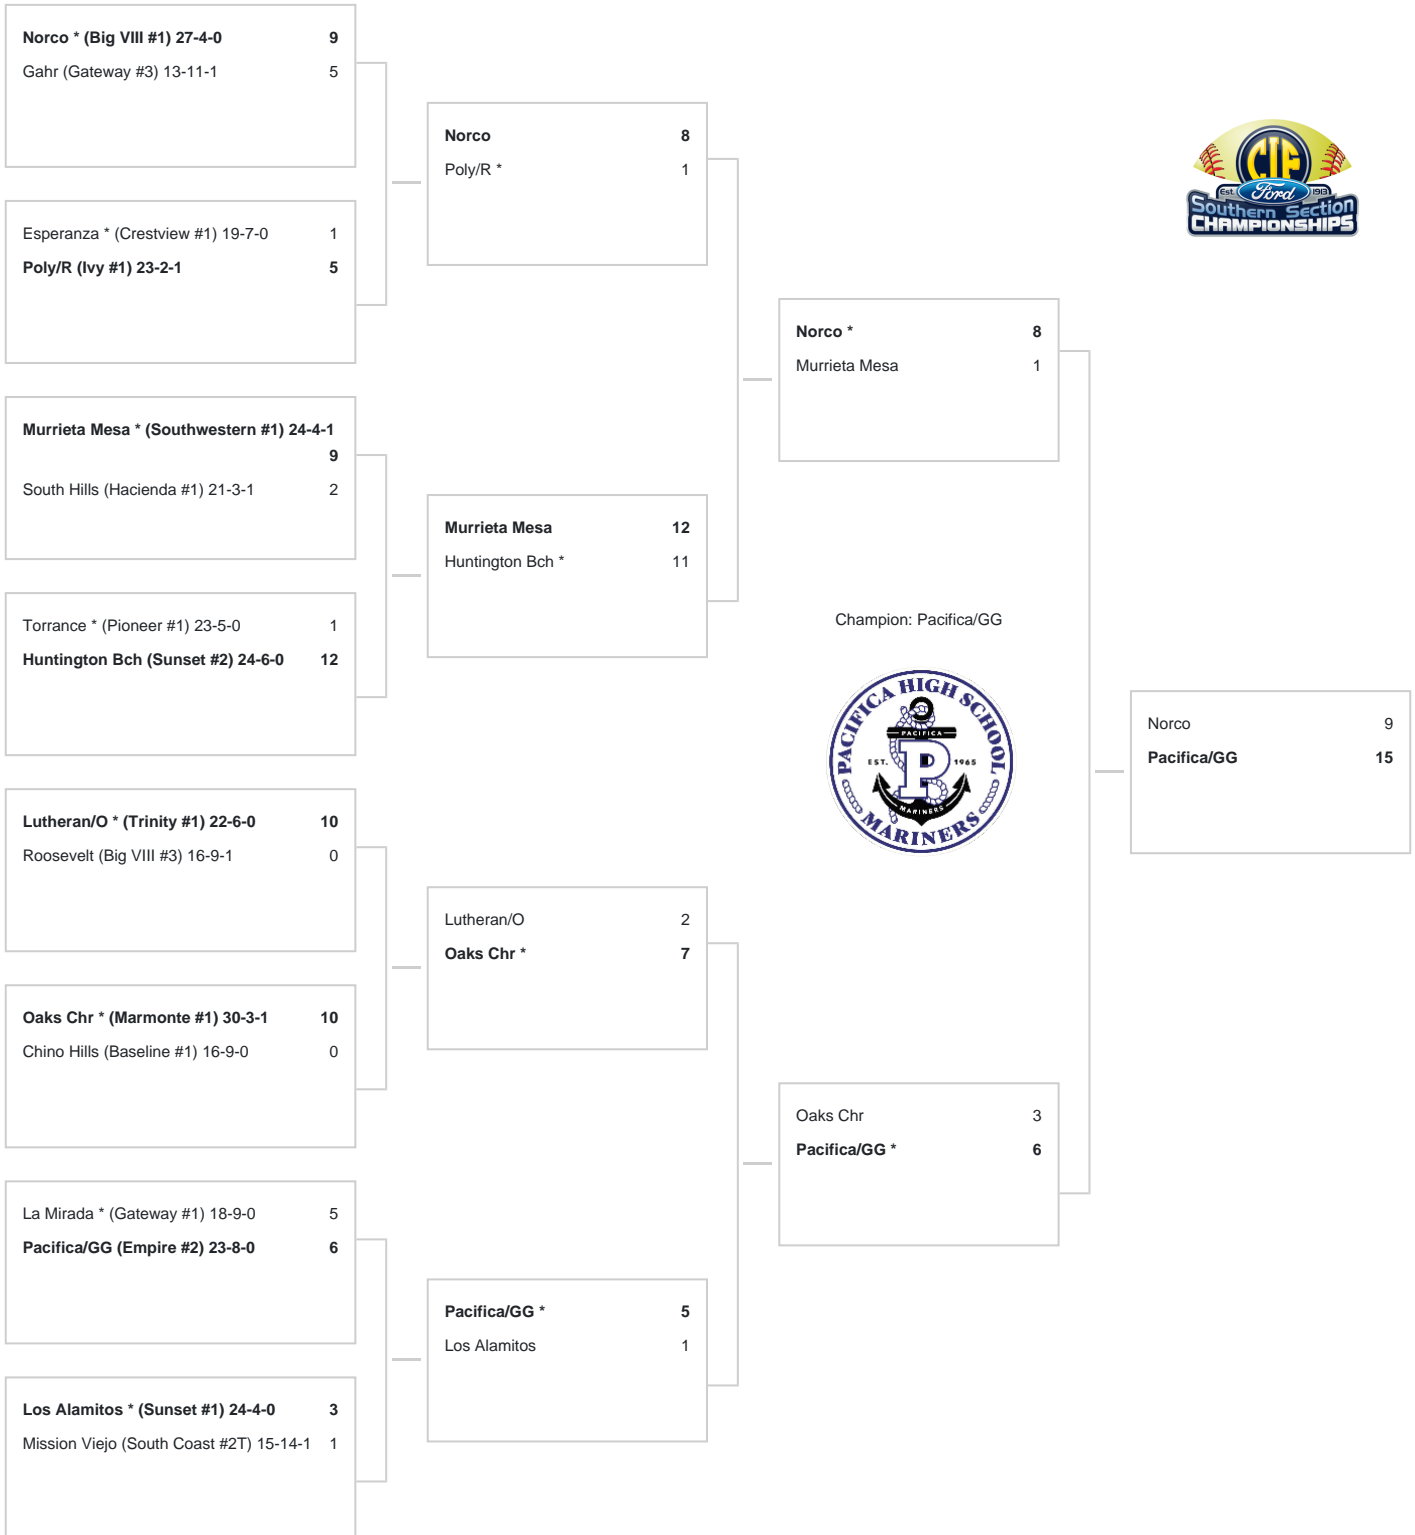 Norco * (Big VIII #1) 27-4-0 9
Gahr (Gateway #3) 13-11-1 5
Esperanza * (Crestview #1) 19-7-0 1
Poly/R (Ivy #1) 23-2-1 5
Murrieta Mesa * (Southwestern #1) 24-4-1
9
South Hills (Hacienda #1) 21-3-1 2
Torrance * (Pioneer #1) 23-5-0 1
Huntington Bch (Sunset #2) 24-6-0 12
Lutheran/O * (Trinity #1) 22-6-0 10
Roosevelt (Big VIII #3) 16-9-1 0
Oaks Chr * (Marmonte #1) 30-3-1 10
Chino Hills (Baseline #1) 16-9-0 0
La Mirada * (Gateway #1) 18-9-0 5
Pacifica/GG (Empire #2) 23-8-0 6
Los Alamitos * (Sunset #1) 24-4-0 3
Mission Viejo (South Coast #2T) 15-14-1 1
Norco 8
Poly/R * 1
Murrieta Mesa 12
Huntington Bch * 11
Lutheran/O 2
Oaks Chr * 7
Pacifica/GG * 5
Los Alamitos 1
Norco * 8
Murrieta Mesa 1
Oaks Chr 3
Pacifica/GG * 6
CIF
Est. Ford 1913
Southern Section
CHAMPIONSHIPS
Champion: Pacifica/GG
PACIFICA HIGH SCHOOL
PACIFICA
EST. P 1965
MARINERS
MARINERS
Norco 9
Pacifica/GG 15